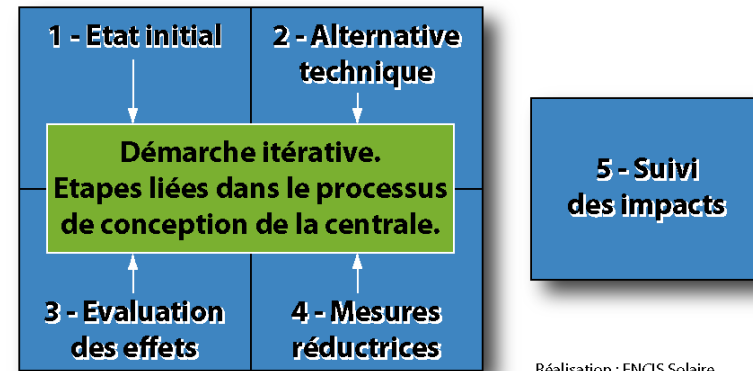 1 - Etat initial
2 - Alternative
technique
Démarche itérative.
Etapes liées dans le processus
de conception de la centrale.
3 - Evaluation
des effets
4 - Mesures
réductrices
5 - Suivi
des impacts
Réalisation : ENCIS Solaire